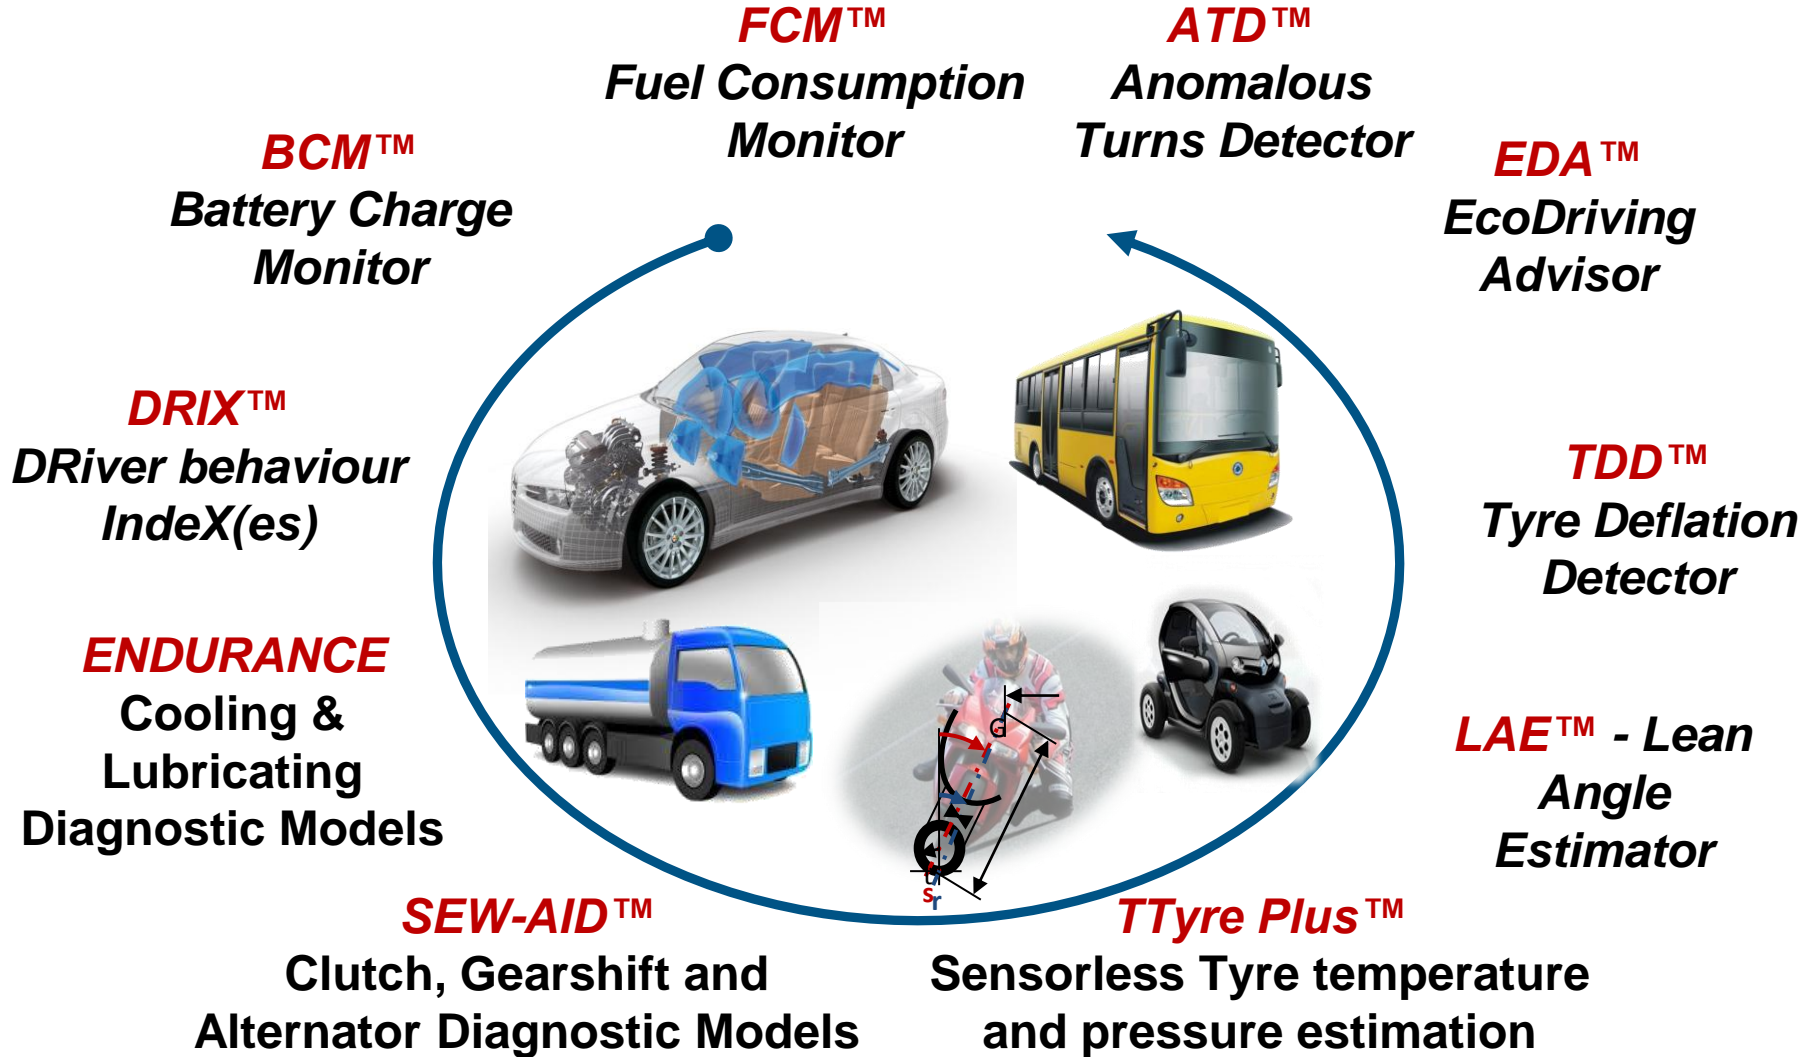 FCM™
Fuel Consumption
Monitor
ATD™
Anomalous
Turns Detector
BCM™
Battery Charge
Monitor
EDA™
EcoDriving
Advisor
DRIX™
DRiver behaviour
IndeX(es)
TDD™
Tyre Deflation
Detector
ENDURANCE
Cooling &
Lubricating
Diagnostic Models
LAE™ - Lean
Angle
Estimator
G
s
r
SEW-AID™
Clutch, Gearshift and
Alternator Diagnostic Models
TTyre Plus™
Sensorless Tyre temperature
and pressure estimation